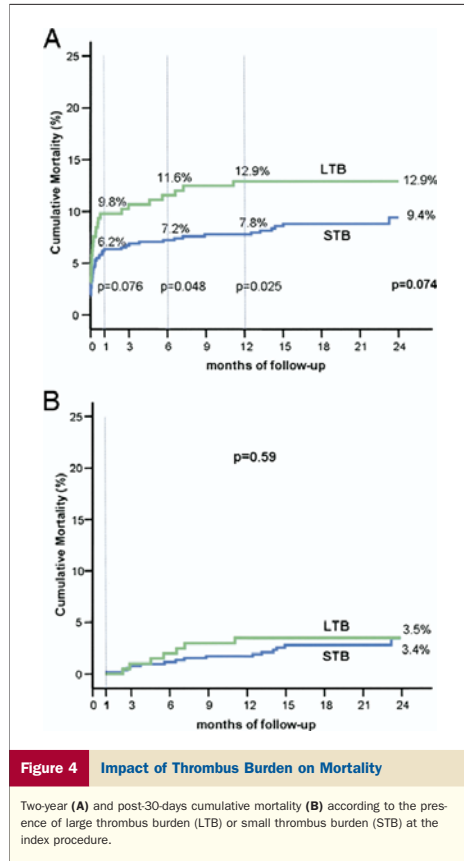 A
Cumulative Mortality (%)
25
20
15
10
5
0
9.8%
11.6%
12.9%
LTB
12.9%
6.2%
7.2%
7.8%
STB
9.4%
p=0.076
p=0.048
p=0.025
p=0.074
0 1 3 6 9 12 15 18 21 24
months of follow-up
B
Cumulative Mortality (%)
25
20
15
10
5
0
p=0.59
LTB
3.5%
STB
3.4%
0 1 3 6 9 12 15 18 21 24
months of follow-up
Figure 4 Impact of Thrombus Burden on Mortality
Two-year (A) and post-30-days cumulative mortality (B) according to the pres-
ence of large thrombus burden (LTB) or small thrombus burden (STB) at the
index procedure.